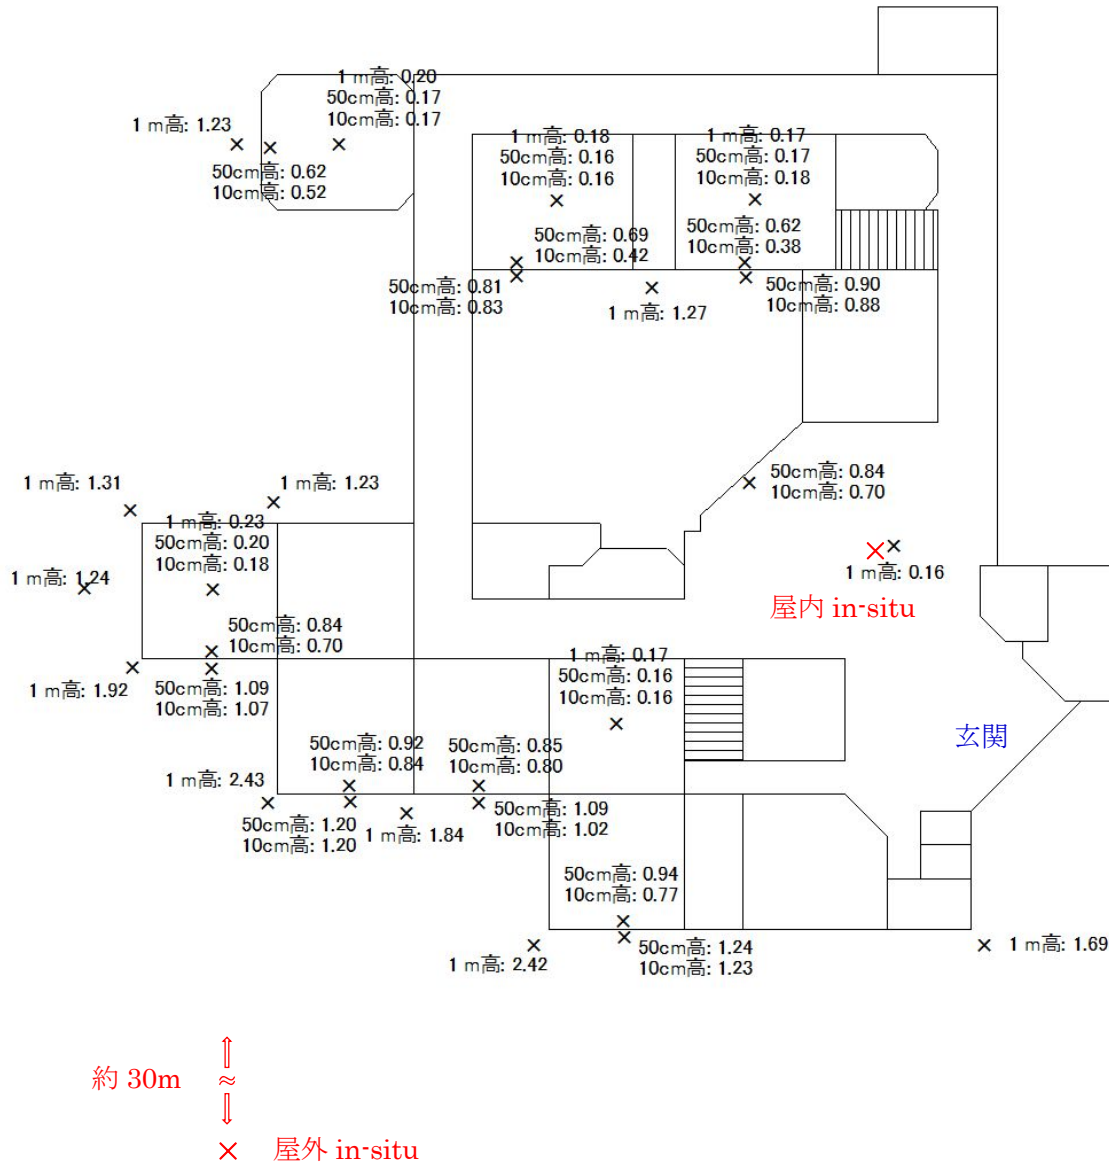 1 m高: 0.20
50cm高: 0.17
10cm高: 0.17
1 m高: 1.23
50cm高: 0.62
10cm高: 0.52
1 m高: 0.18
50cm高: 0.16
10cm高: 0.16
1 m高: 0.17
50cm高: 0.17
10cm高: 0.18
50cm高: 0.69
10cm高: 0.42
50cm高: 0.62
10cm高: 0.38
50cm高: 0.81
10cm高: 0.83
1 m高: 1.27
50cm高: 0.90
10cm高: 0.88
50cm高: 0.84
10cm高: 0.70
1 m高: 1.31
1 m高: 1.23
1 m高: 0.23
50cm高: 0.20
10cm高: 0.18
1 m高: 1.24
1 m高: 0.16
屋内 in-situ
50cm高: 0.84
10cm高: 0.70
1 m高: 1.92
50cm高: 1.09
10cm高: 1.07
1 m高: 0.17
50cm高: 0.16
10cm高: 0.16
玄関
50cm高: 0.92
10cm高: 0.84
50cm高: 0.85
10cm高: 0.80
1 m高: 2.43
50cm高: 1.20
10cm高: 1.20
1 m高: 1.84
50cm高: 1.09
10cm高: 1.02
50cm高: 0.94
10cm高: 0.77
1 m高: 2.42
50cm高: 1.24
10cm高: 1.23
1 m高: 1.69
約 30m
屋外 in-situ